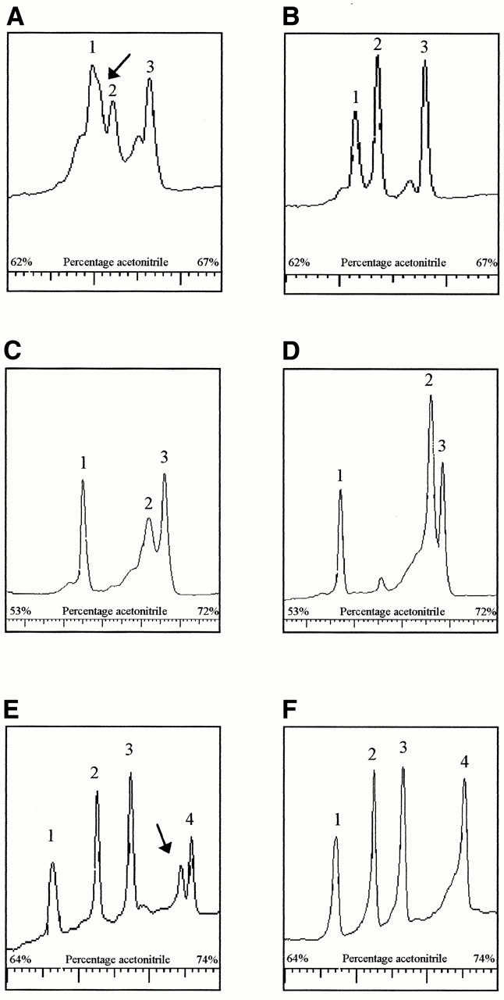 A
B
1
2
3
1
2
3
62% Percentage acetonitrile 67%
62% Percentage acetonitrile 67%
C
D
1
2
3
1
2
3
53% Percentage acetonitrile 72%
53% Percentage acetonitrile 72%
E
F
1
2
3
4
1
2
3
4
64% Percentage acetonitrile 74%
64% Percentage acetonitrile 74%